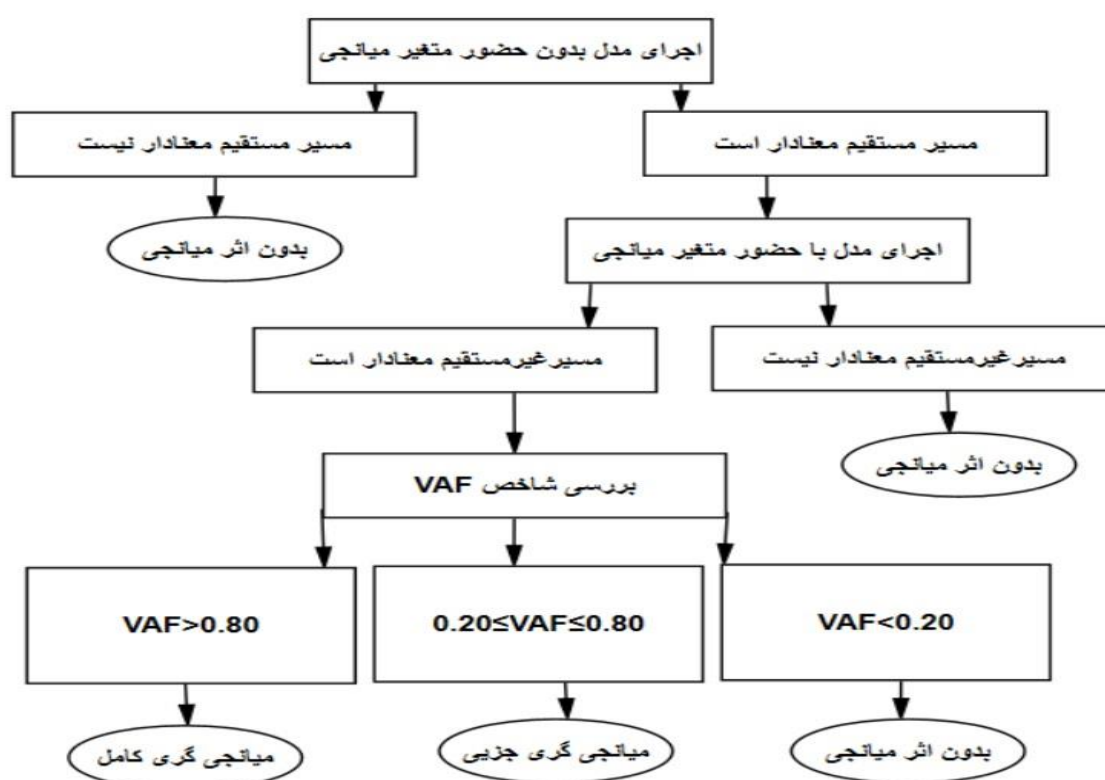 اجرای مدل بدون حضور متغیر میانجی
مسیر مستقیم معنادار است
مسیر مستقیم معنادار نیست
بدون اثر میانجی
اجرای مدل با حضور متغیر میانجی
مسیرغیرمستقیم معنادار نیست
مسیرغیرمستقیم معنادار است
بدون اثر میانجی
بررسی شاخص VAF
VAF<0.20
0.20≤VAF≤0.80
VAF>0.80
بدون اثر میانجی
میانجی گری جزیی
میانجی گری کامل